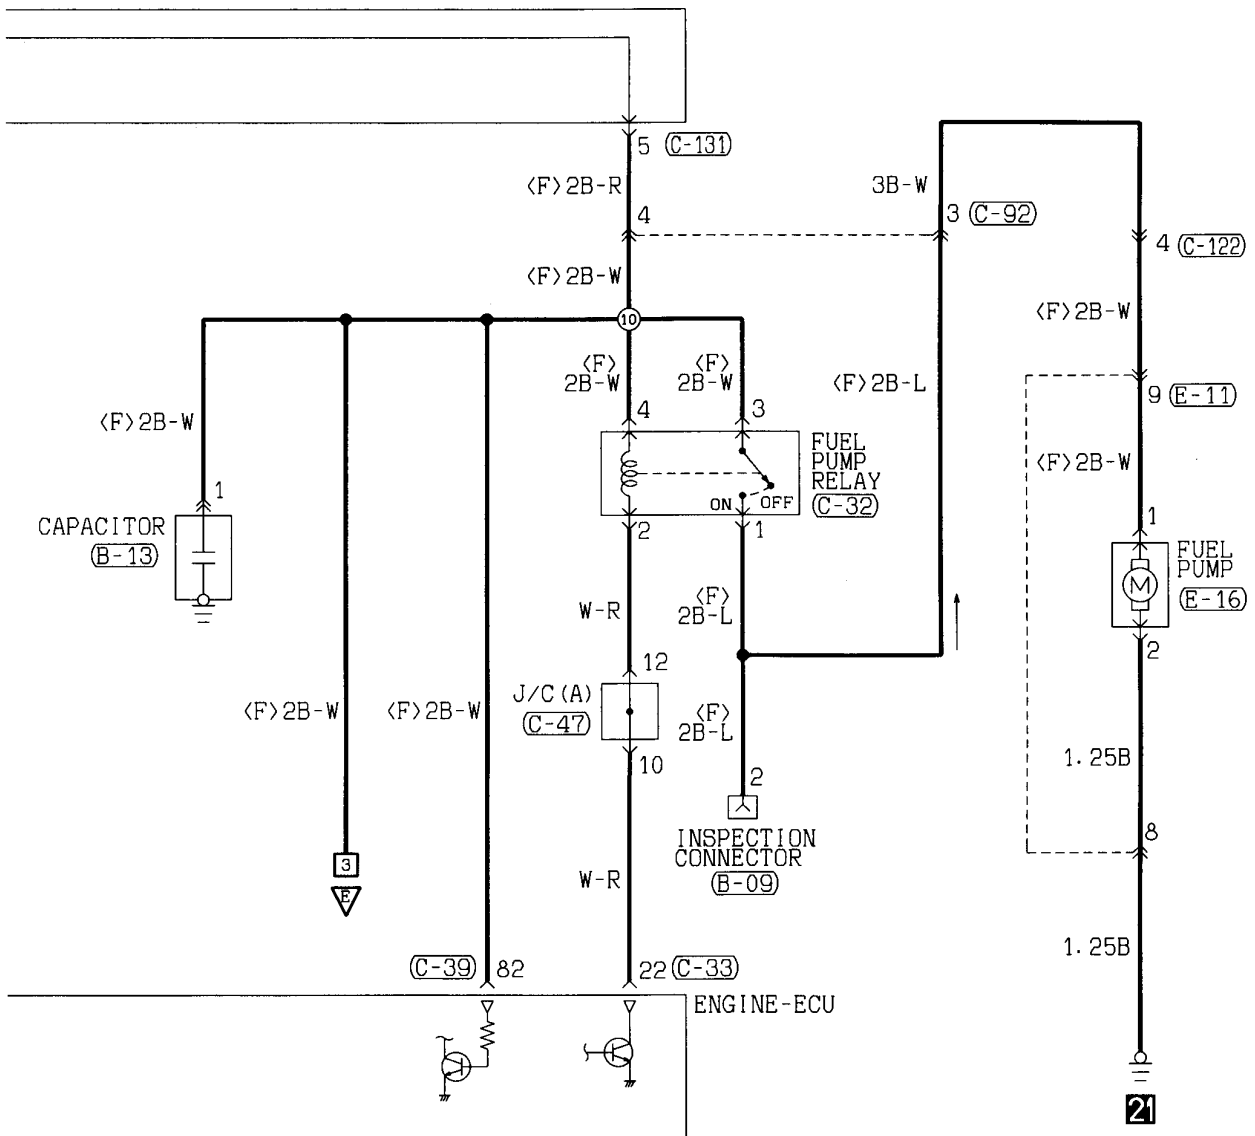 5 (C-131)
<F>2B-R
3B-W
4
3 (C-92)
4 (C-122)
<F>2B-W
<F>2B-W
10
<F>
2B-W
<F>
2B-W
<F>2B-L
9 (E-11)
<F>2B-W
4
3
FUEL
PUMP
RELAY
(C-32)
<F>2B-W
ON
OFF
1
CAPACITOR
(B-13)
2
1
1
FUEL
PUMP
(E-16)
M
W-R
<F>
2B-L
2
12
J/C(A)
(C-47)
<F>2B-W
<F>2B-W
<F>
2B-L
10
2
1.25B
8
INSPECTION
CONNECTOR
(B-09)
3
E
W-R
1.25B
(C-39) 82
22 (C-33)
ENGINE-ECU
21